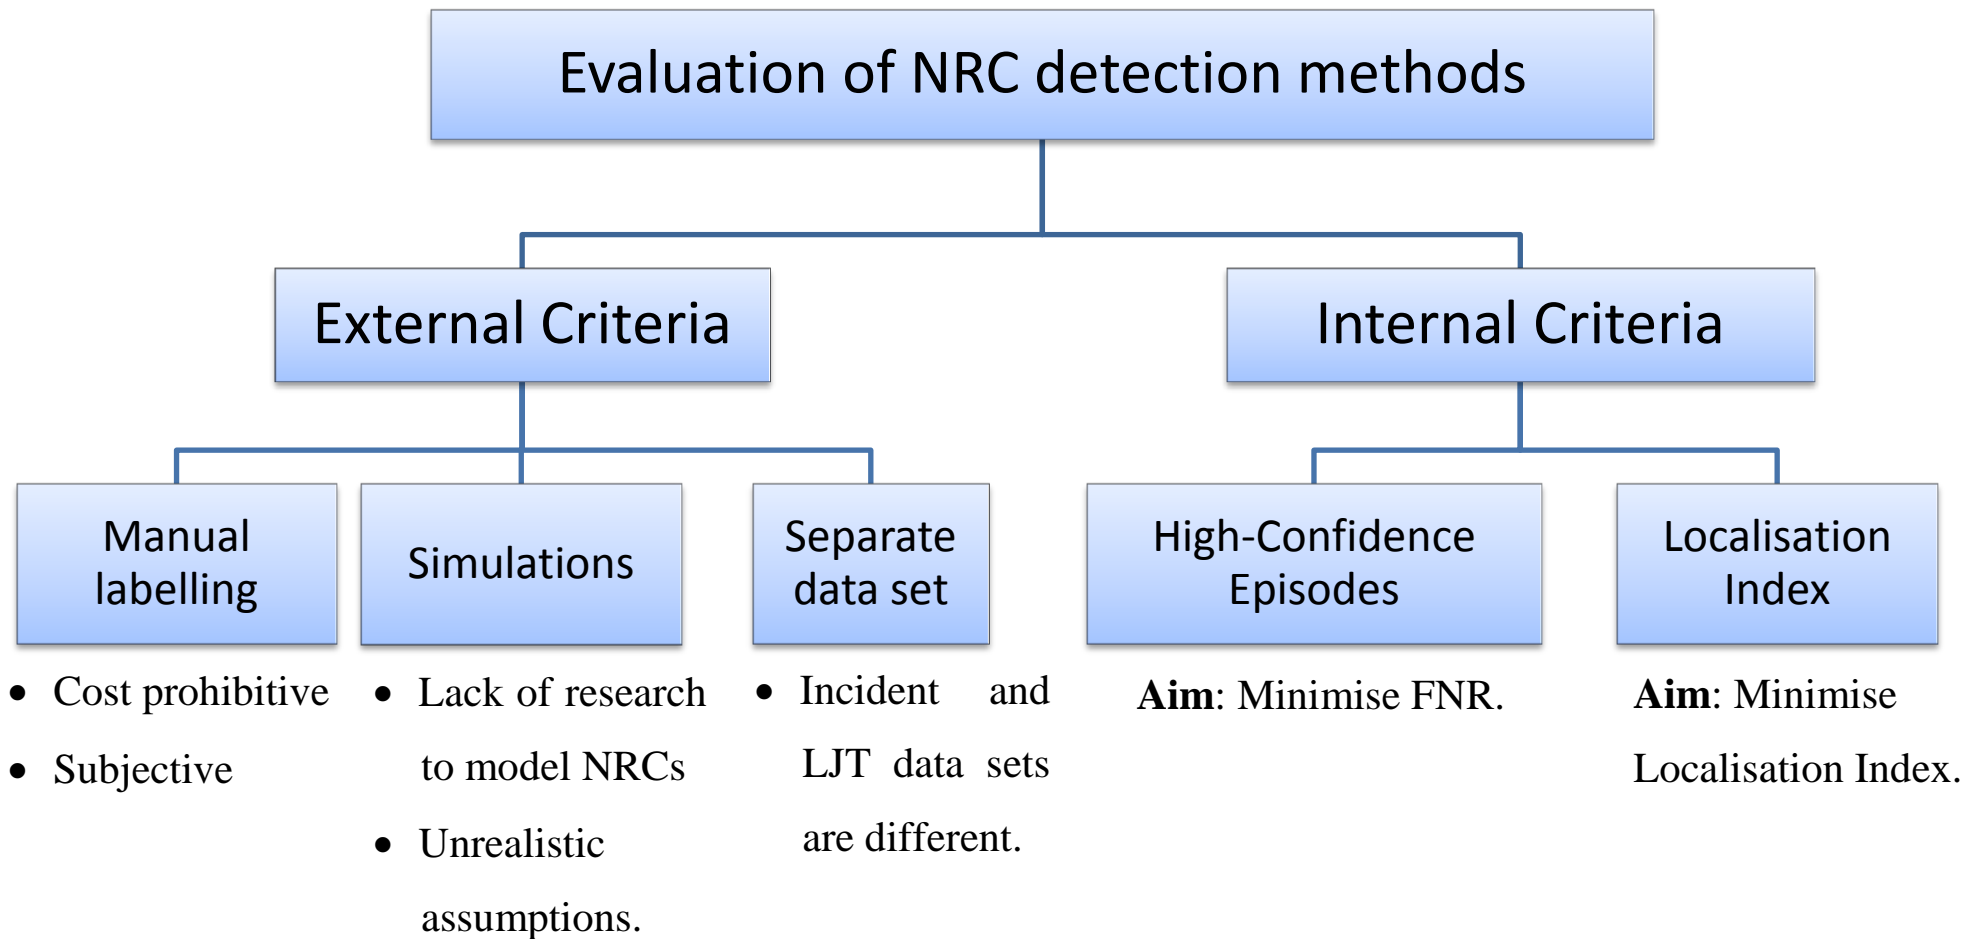 Evaluation of NRC detection methods
External Criteria
Internal Criteria
Manual
labelling
Simulations
Separate
data set
High-Confidence
Episodes
Localisation
Index
• Cost prohibitive
• Subjective
• Lack of research
to model NRCs
• Unrealistic
assumptions.
• Incident and
LJT data sets
are different.
Aim: Minimise FNR.
Aim: Minimise
Localisation Index.